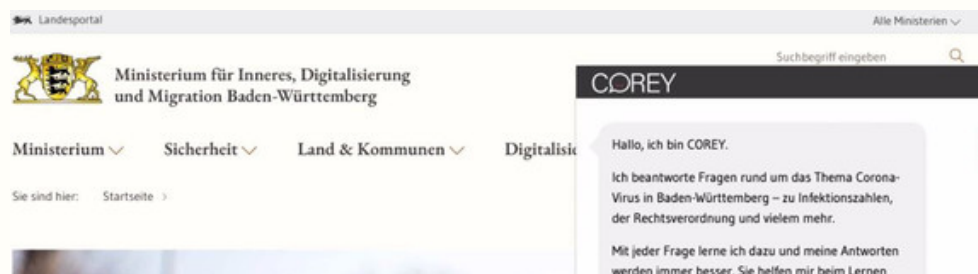 Landesportal
Alle Ministerien
Suchbegriff eingeben
Ministerium für Inneres, Digitalisierung
und Migration Baden-Württemberg
COREY
Ministerium
Sicherheit
Land & Kommunen
Digitalisie
Sie sind hier: Startseite
Hallo, ich bin COREY.
Ich beantworte Fragen rund um das Thema Corona-
Virus in Baden-Württemberg – zu Infektionszahlen,
der Rechtsverordnung und vielem mehr.
Mit jeder Frage lerne ich dazu und meine Antworten
werden immer besser. Sie helfen mir beim Lernen